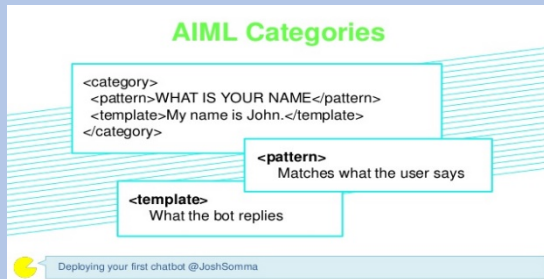 AIML Categories
<category>
<pattern>WHAT IS YOUR NAME</pattern>
<template>My name is John.</template>
</category>
<pattern>
Matches what the user says
<template>
What the bot replies
Deploying your first chatbot @JoshSomma